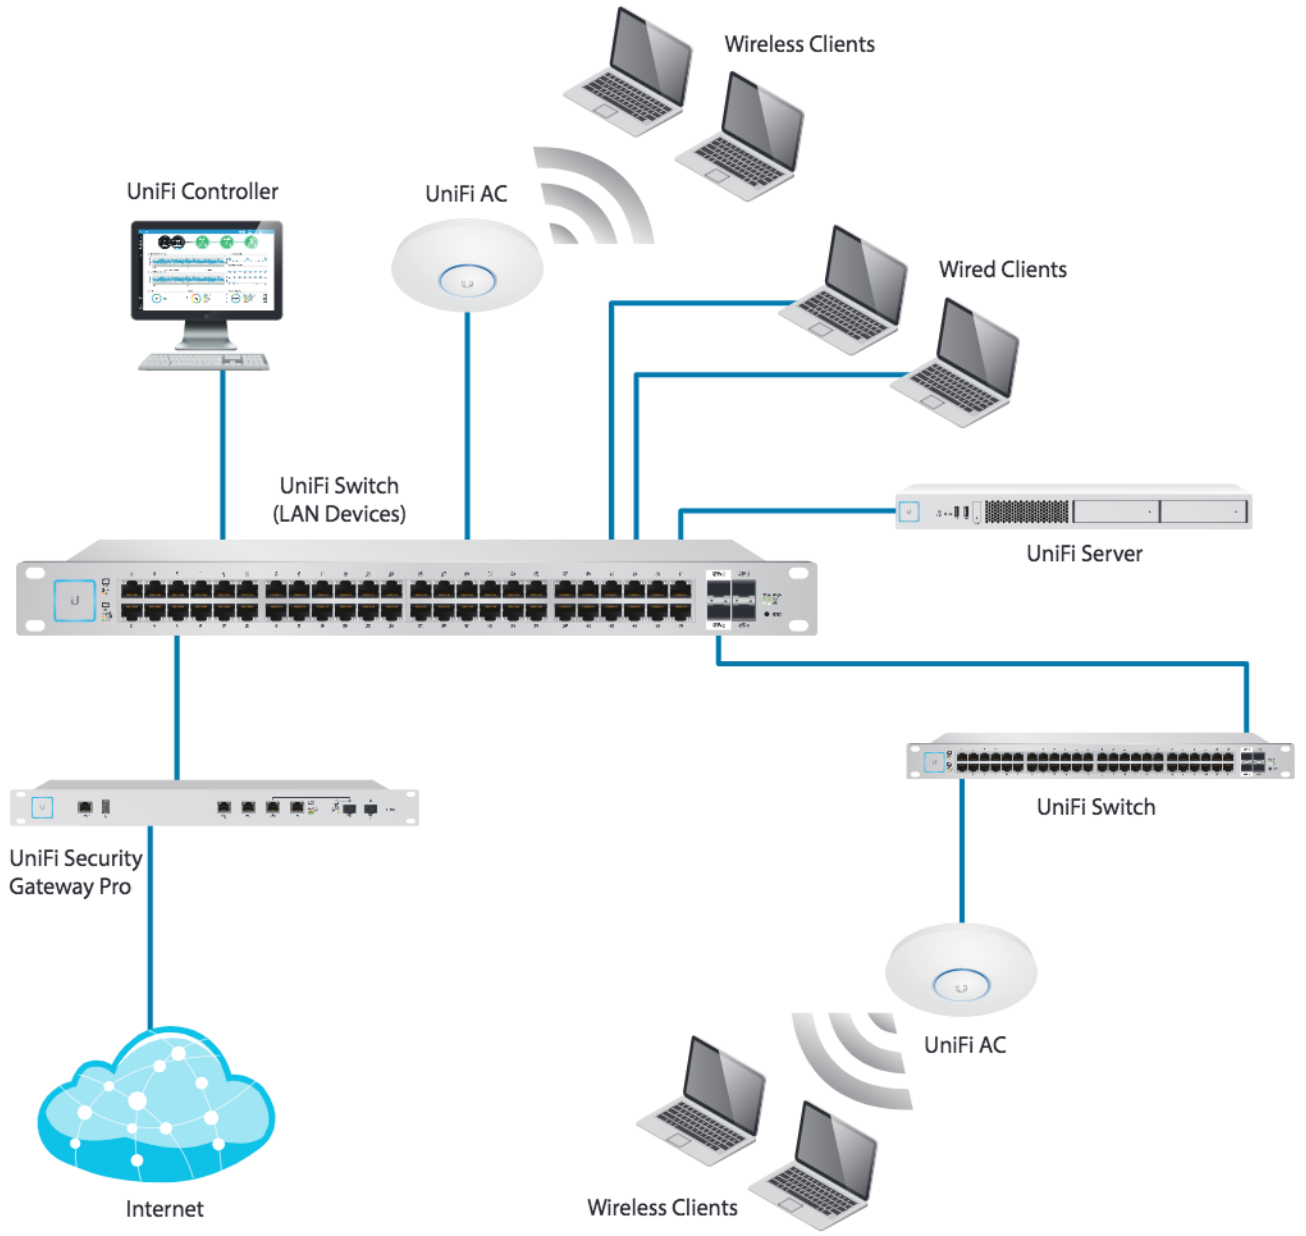 Wireless Clients
UniFi Controller
UniFi AC
Wired Clients
UniFi Switch
(LAN Devices)
UniFi Server
UniFi Switch
UniFi Security
Gateway Pro
UniFi AC
Internet
Wireless Clients